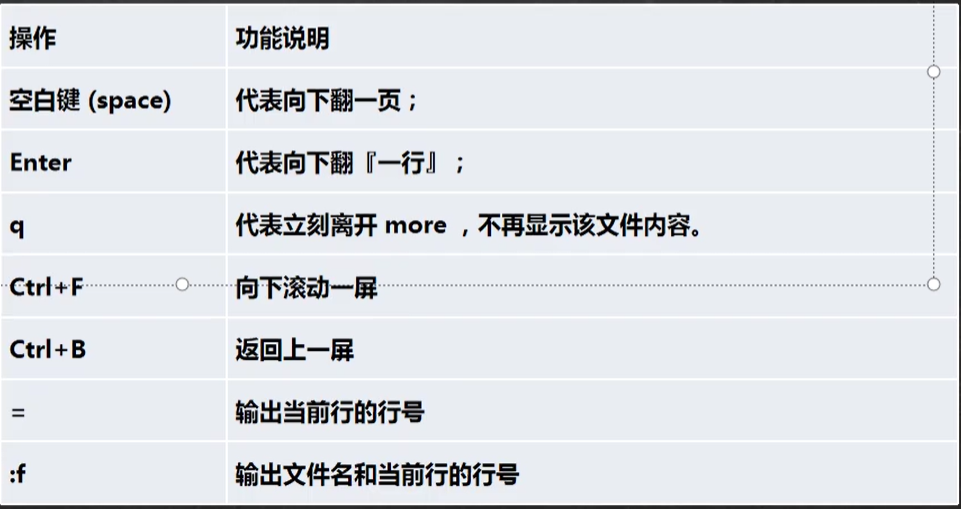 操作 功能说明
空白键 (space) 代表向下翻一页；
Enter 代表向下翻『一行』；
q 代表立刻离开 more ，不再显示该文件内容。
Ctrl+F 向下滚动一屏
Ctrl+B 返回上一屏
= 输出当前行的行号
:f 输出文件名和当前行的行号